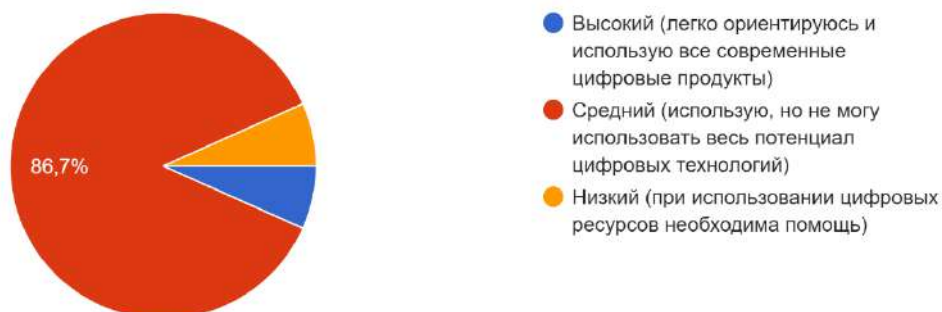 86,7%
Высокий (легко ориентируюсь и
использую все современные
цифровые продукты)
Средний (использую, но не могу
использовать весь потенциал
цифровых технологий)
Низкий (при использовании цифровых
ресурсов необходима помощь)